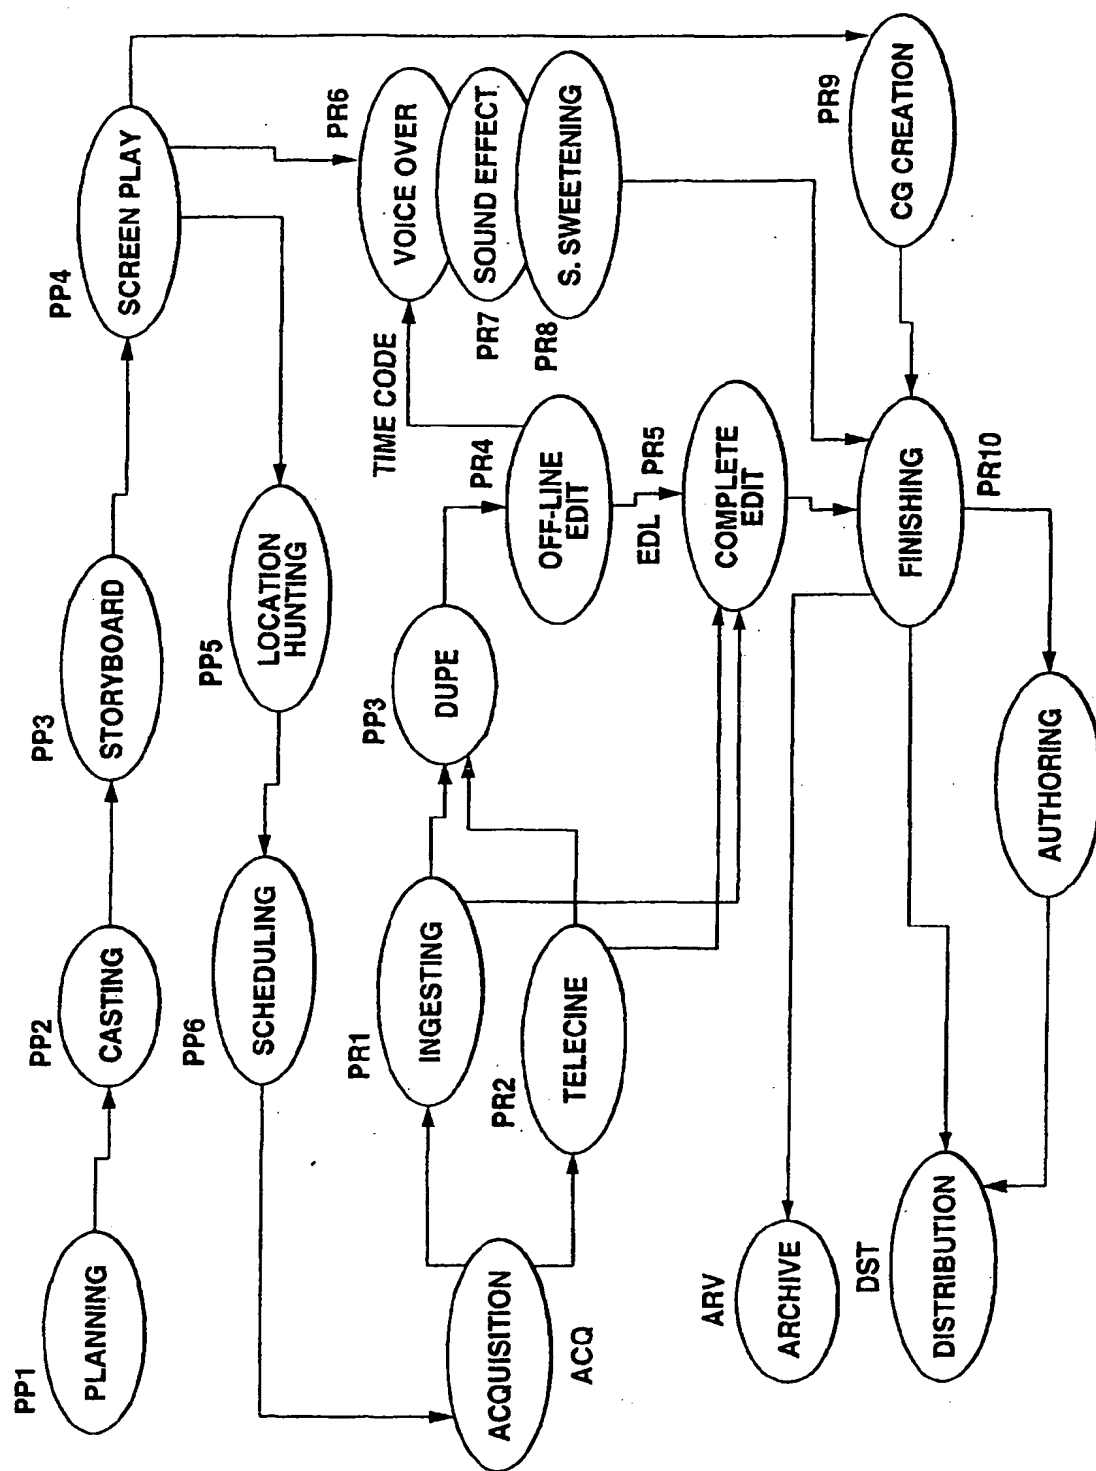 PP1
PLANNING
PP2
CASTING
PP3
STORYBOARD
PP4
SCREEN PLAY
PP6
SCHEDULING
PP5
LOCATION
HUNTING
PR6
VOICE OVER
PR7
SOUND EFFECT
PR8
S. SWEETENING
PR9
CG CREATION
TIME CODE
ACQUISITION
ACQ
PR1
INGESTING
PR2
TELECINE
PP3
DUPE
PR4
OFF-LINE
EDIT
EDL
PR5
COMPLETE
EDIT
ARV
ARCHIVE
DST
DISTRIBUTION
FINISHING
PR10
AUTHORING